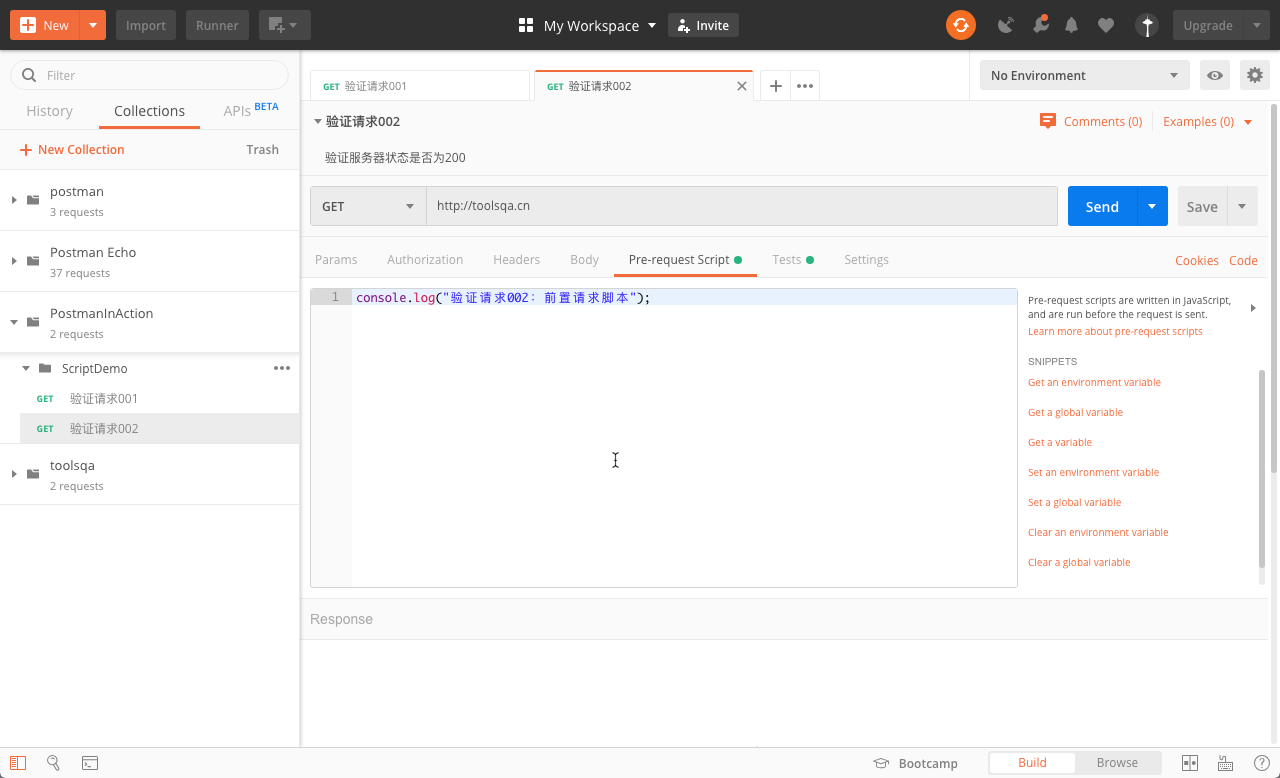 New Import Runner My Workspace Invite Upgrade
Filter
History Collections APIs BETA
New Collection Trash
postman
3 requests
Postman Echo
37 requests
PostmanInAction
2 requests
ScriptDemo
GET 验证请求001
GET 验证请求002
toolsqa
2 requests
GET 验证请求001 GET 验证请求002 No Environment
验证请求002 Comments (0) Examples (0)
验证服务器状态是否为200
GET http://toolsqa.cn Send Save
Params Authorization Headers Body Pre-request Script Tests Settings Cookies Code
1 console.log("验证请求002: 前置请求脚本");
Pre-request scripts are written in JavaScript,
and are run before the request is sent.
Learn more about pre-request scripts
SNIPPETS
Get an environment variable
Get a global variable
Get a variable
Set an environment variable
Set a global variable
Clear an environment variable
Clear a global variable
Response
Bootcamp Build Browse